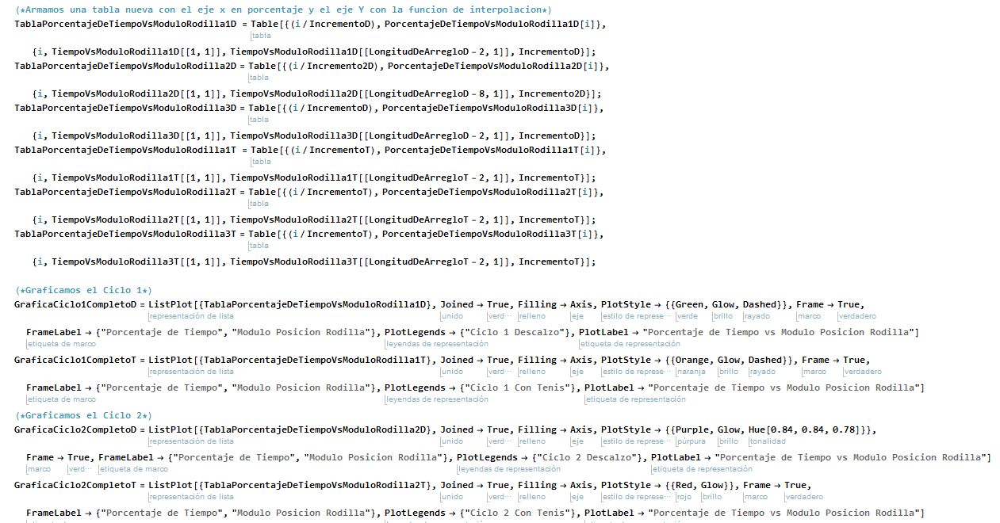 (*Armamos una tabla nueva con el eje x en porcentaje y el eje Y con la funcion de interpolacion*)
TablaPorcentajeDeTiempoVsModuloRodilla1D = Table[{(i / IncrementoD), PorcentajeDeTiempoVsModuloRodilla1D[i]},
tabla
{i, TiempoVsModuloRodilla1D[[1, 1]], TiempoVsModuloRodilla1D[[LongitudDeArregloD - 2, 1]], IncrementoD}];
TablaPorcentajeDeTiempoVsModuloRodilla2D = Table[{(i / Incremento2D), PorcentajeDeTiempoVsModuloRodilla2D[i]},
tabla
{i, TiempoVsModuloRodilla2D[[1, 1]], TiempoVsModuloRodilla2D[[LongitudDeArregloD - 8, 1]], Incremento2D}];
TablaPorcentajeDeTiempoVsModuloRodilla3D = Table[{(i / IncrementoD), PorcentajeDeTiempoVsModuloRodilla3D[i]},
tabla
{i, TiempoVsModuloRodilla3D[[1, 1]], TiempoVsModuloRodilla3D[[LongitudDeArregloD - 2, 1]], IncrementoD}];
TablaPorcentajeDeTiempoVsModuloRodilla1T = Table[{(i / IncrementoT), PorcentajeDeTiempoVsModuloRodilla1T[i]},
tabla
{i, TiempoVsModuloRodilla1T[[1, 1]], TiempoVsModuloRodilla1T[[LongitudDeArregloT - 2, 1]], IncrementoT}];
TablaPorcentajeDeTiempoVsModuloRodilla2T = Table[{(i / IncrementoT), PorcentajeDeTiempoVsModuloRodilla2T[i]},
tabla
{i, TiempoVsModuloRodilla2T[[1, 1]], TiempoVsModuloRodilla2T[[LongitudDeArregloT - 2, 1]], IncrementoT}];
TablaPorcentajeDeTiempoVsModuloRodilla3T = Table[{(i / IncrementoT), PorcentajeDeTiempoVsModuloRodilla3T[i]},
tabla
{i, TiempoVsModuloRodilla3T[[1, 1]], TiempoVsModuloRodilla3T[[LongitudDeArregloT - 2, 1]], IncrementoT}];
(*Graficamos el Ciclo 1*)
GraficaCiclo1CompletoD = ListPlot[{TablaPorcentajeDeTiempoVsModuloRodilla1D}, Joined → True, Filling → Axis, PlotStyle → {{Green, Glow, Dashed}}, Frame → True,
representación de lista unido verd··· relleno eje estilo de represe··· verde brillo rayado marco verdadero
FrameLabel → {"Porcentaje de Tiempo", "Modulo Posicion Rodilla"}, PlotLegends → {"Ciclo 1 Descalzo"}, PlotLabel → "Porcentaje de Tiempo vs Modulo Posicion Rodilla"]
etiqueta de marco leyendas de representación etiqueta de representación
GraficaCiclo1CompletoT = ListPlot[{TablaPorcentajeDeTiempoVsModuloRodilla1T}, Joined → True, Filling → Axis, PlotStyle → {{Orange, Glow, Dashed}}, Frame → True,
representación de lista unido verd··· relleno eje estilo de represe··· naranja brillo rayado marco verdadero
FrameLabel → {"Porcentaje de Tiempo", "Modulo Posicion Rodilla"}, PlotLegends → {"Ciclo 1 Con Tenis"}, PlotLabel → "Porcentaje de Tiempo vs Modulo Posicion Rodilla"]
etiqueta de marco leyendas de representación etiqueta de representación
(*Graficamos el Ciclo 2*)
GraficaCiclo2CompletoD = ListPlot[{TablaPorcentajeDeTiempoVsModuloRodilla2D}, Joined → True, Filling → Axis, PlotStyle → {{Purple, Glow, Hue[0.84, 0.84, 0.78]}},
representación de lista unido verd··· relleno eje estilo de represe··· púrpura brillo tonalidad
Frame → True, FrameLabel → {"Porcentaje de Tiempo", "Modulo Posicion Rodilla"}, PlotLegends → {"Ciclo 2 Descalzo"}, PlotLabel → "Porcentaje de Tiempo vs Modulo Posicion Rodilla"]
marco verd··· etiqueta de marco leyendas de representación etiqueta de representación
GraficaCiclo2CompletoT = ListPlot[{TablaPorcentajeDeTiempoVsModuloRodilla2T}, Joined → True, Filling → Axis, PlotStyle → {{Red, Glow}}, Frame → True,
representación de lista unido verd··· relleno eje estilo de represe··· rojo brillo marco verdadero
FrameLabel → {"Porcentaje de Tiempo", "Modulo Posicion Rodilla"}, PlotLegends → {"Ciclo 2 Con Tenis"}, PlotLabel → "Porcentaje de Tiempo vs Modulo Posicion Rodilla"]